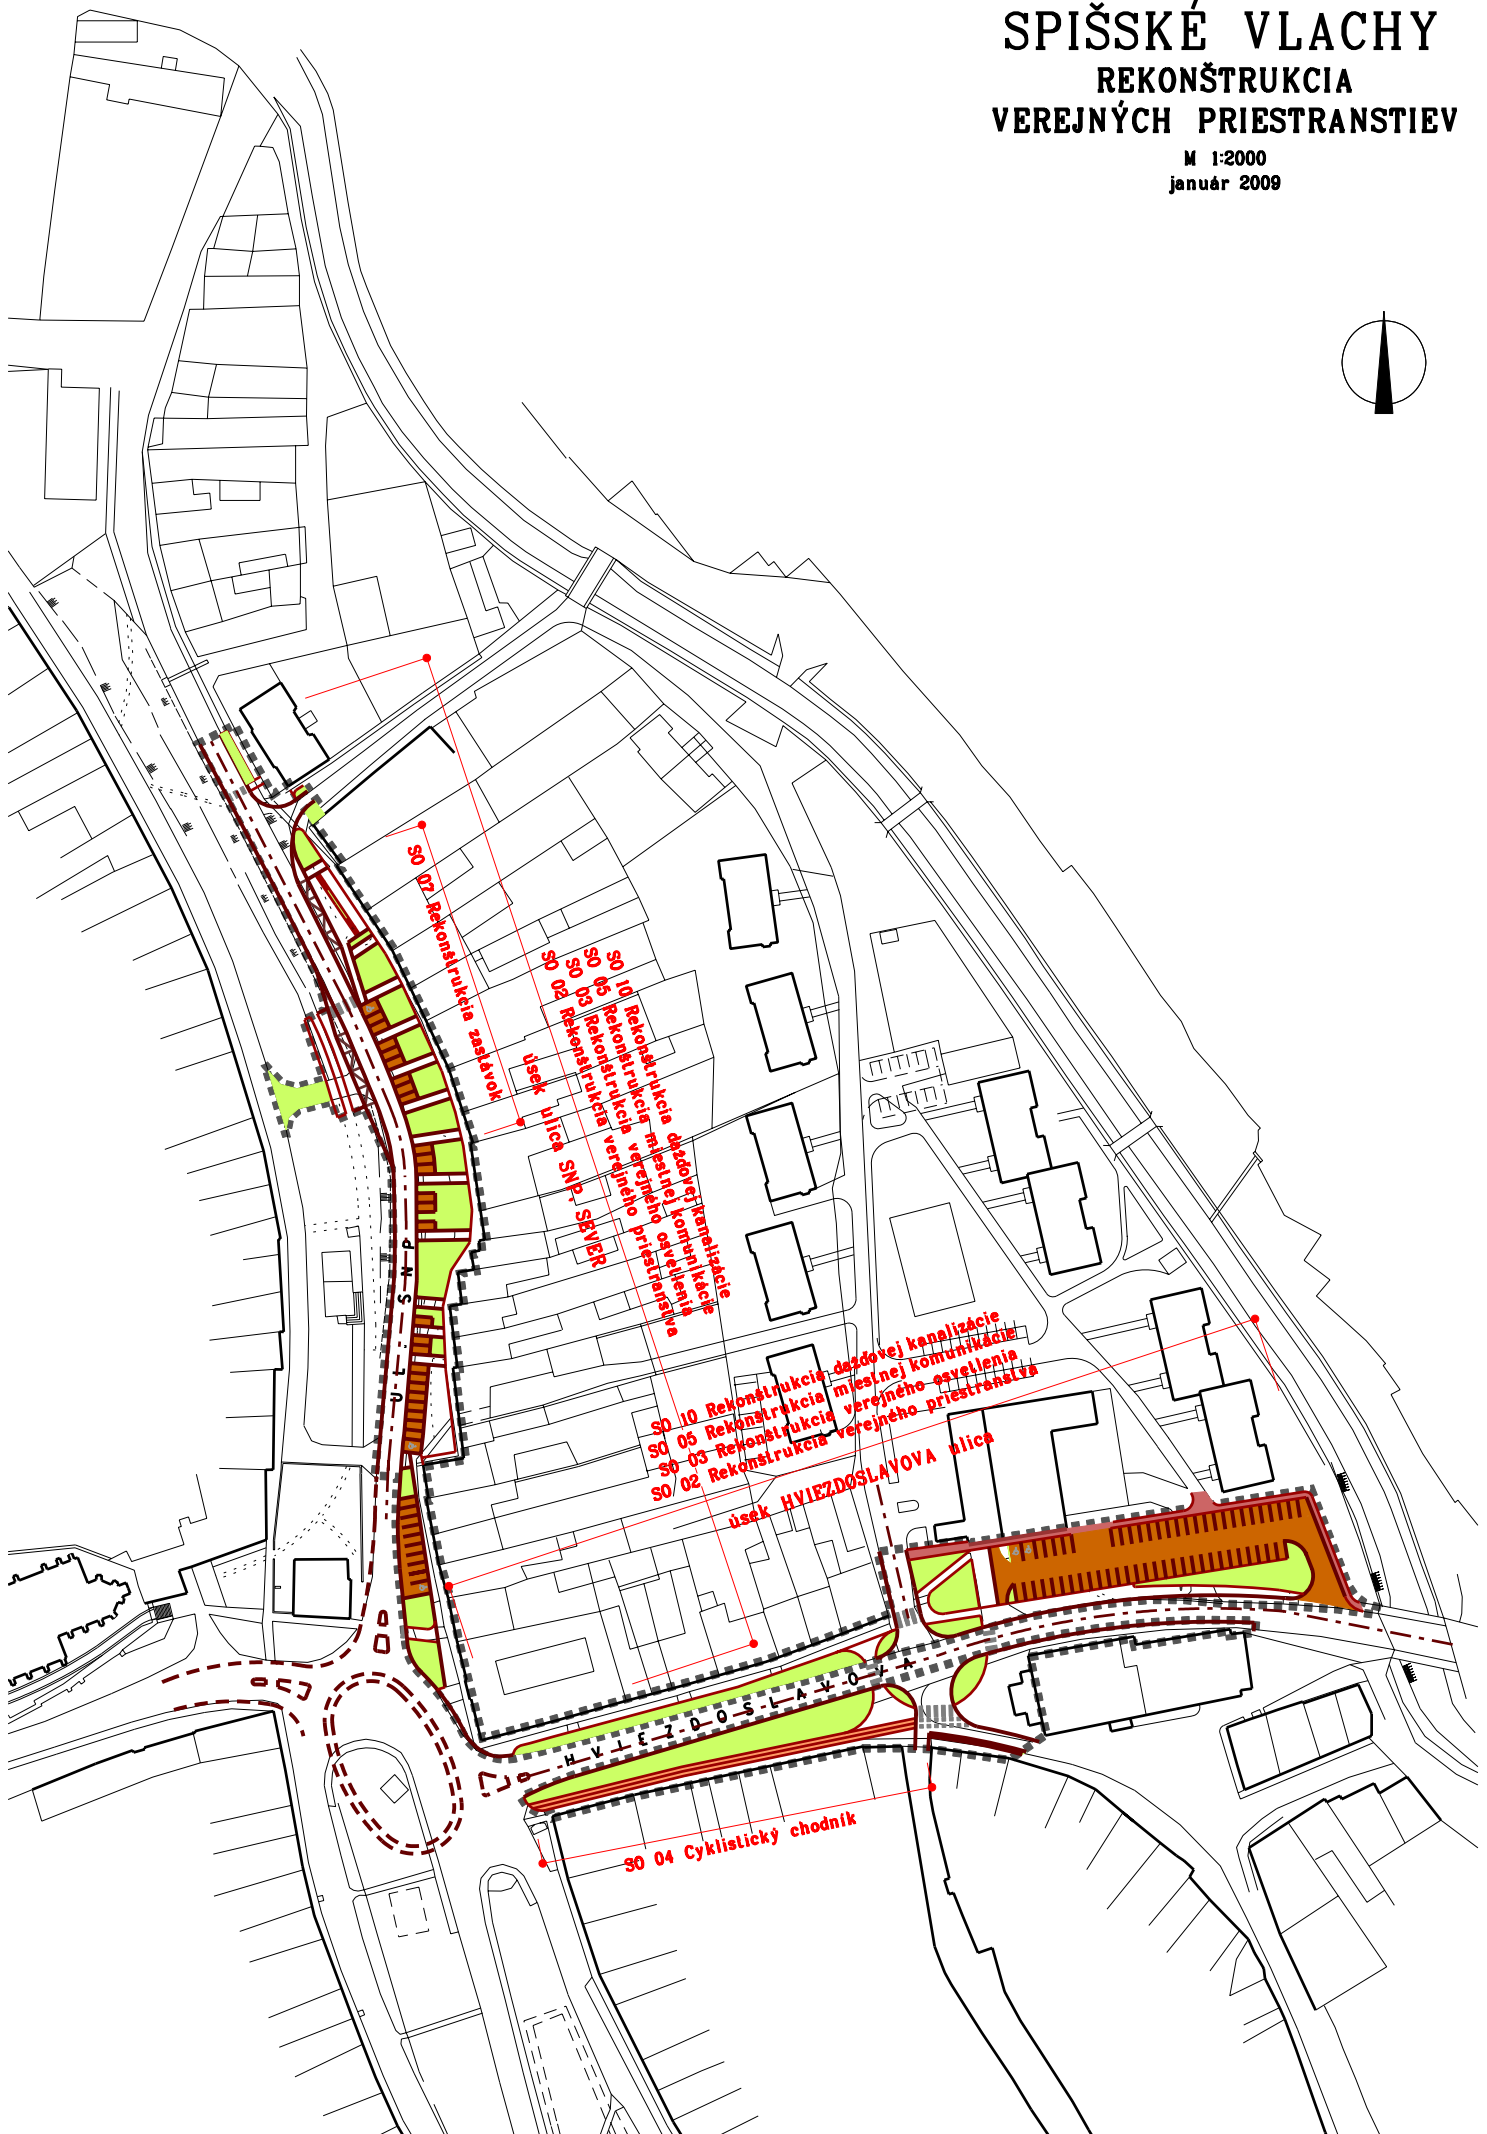 SPIŠSKÉ VLACHY
REKONŠTRUKCIA
VEREJNÝCH PRIESTRANSTIEV
M 1:2000
január 2009
SO 07 Rekonštrukcia zastávok
SO 10 Rekonštrukcia dažďovej kanalizácie
SO 05 Rekonštrukcia miestnej komunikácie
SO 03 Rekonštrukcia verejného osvetlenia
SO 02 Rekonštrukcia verejného priestranstva
úsek ulica SNP. SEVER
UL. SNP
SO 10 Rekonštrukcia dažďovej kanalizácie
SO 05 Rekonštrukcia miestnej komunikácie
SO 03 Rekonštrukcia verejného osvetlenia
SO 02 Rekonštrukcia verejného priestranstva
úsek HVIEZDOSLAVOVA ulica
HVIEZDOSLAVOVA
SO 04 Cyklistický chodník